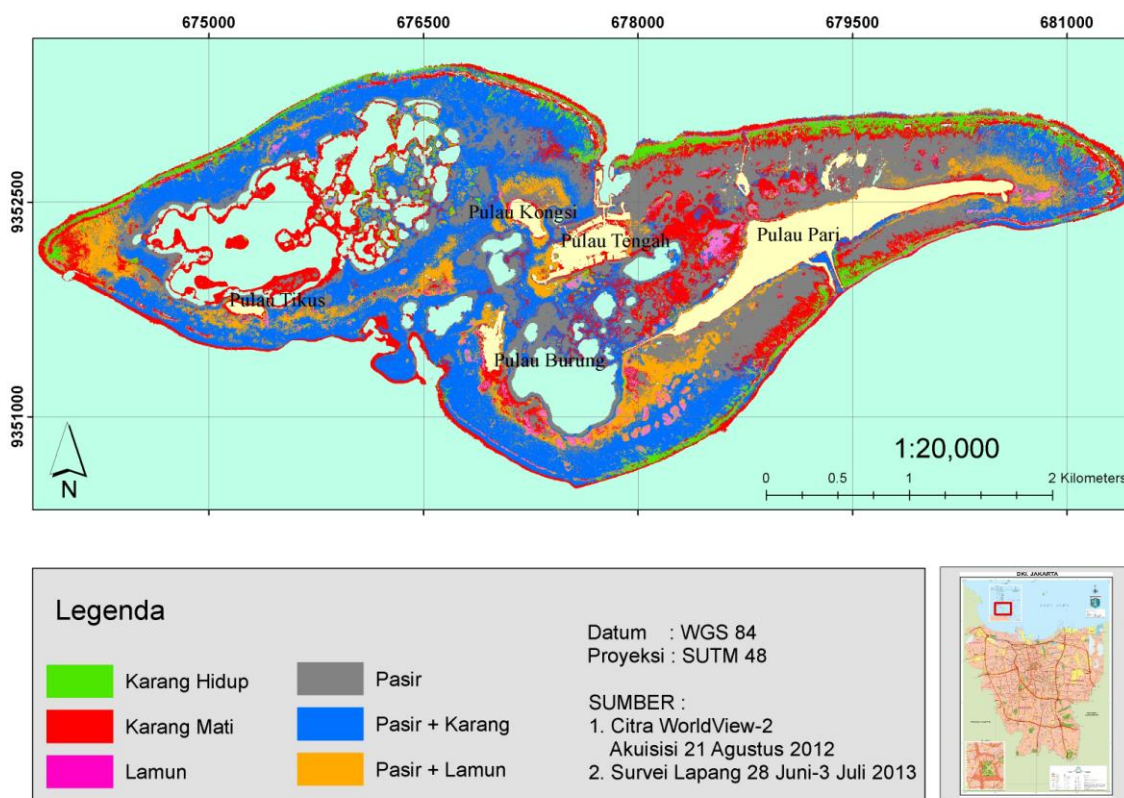 675000 676500 678000 679500 681000
9352500
9351000
Pulau Kongsi
Pulau Tengah
Pulau Pari
Pulau Tikus
Pulau Burung
N
1:20,000
0 0.5 1 2 Kilometers
Legenda
Karang Hidup
Karang Mati
Lamun
Pasir
Pasir + Karang
Pasir + Lamun
Datum : WGS 84
Proyeksi : SUTM 48
SUMBER :
1. Citra WorldView-2
Akuisisi 21 Agustus 2012
2. Survei Lapang 28 Juni-3 Juli 2013
DKI. JAKARTA